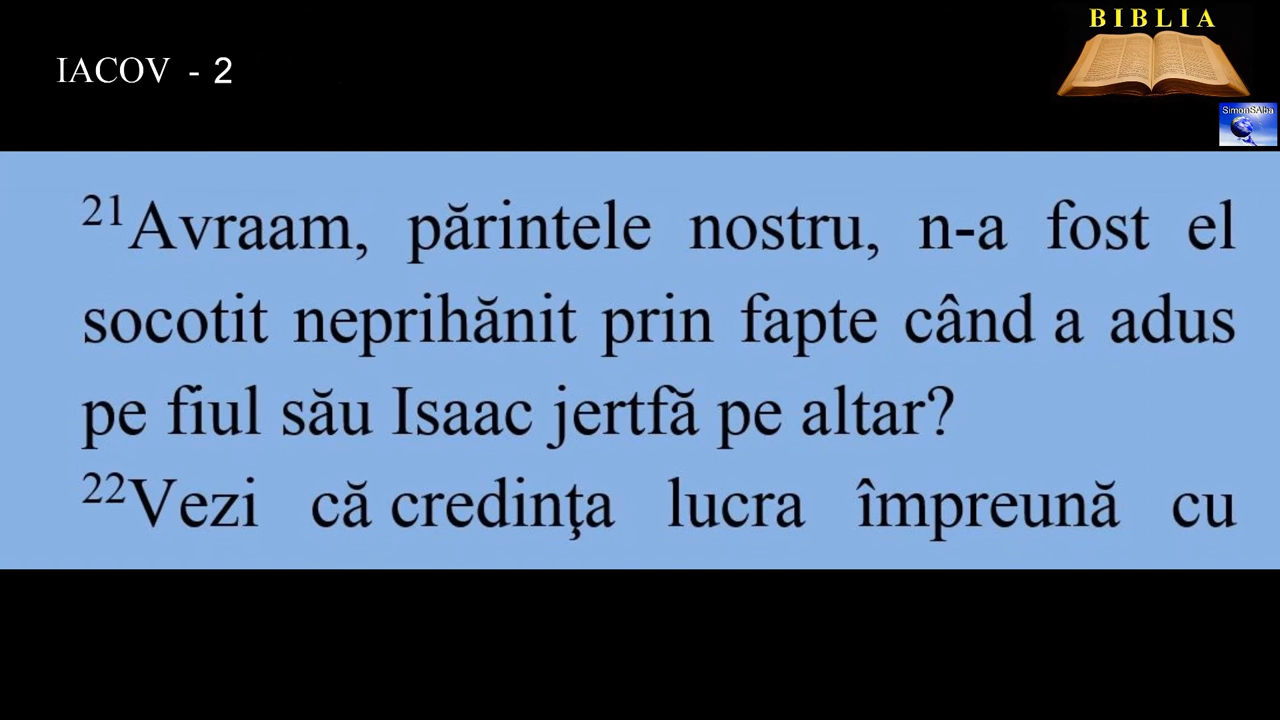 BIBLIA
IACOV - 2
SimonSAlba
21Avraam, părintele nostru, n-a fost el
socotit neprihănit prin fapte când a adus
pe fiul său Isaac jertfă pe altar?
22Vezi că credinţa lucra împreună cu